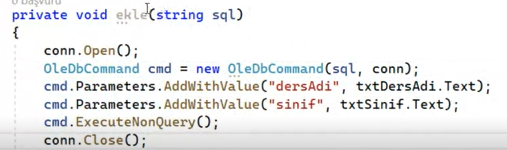 0 başvuru
private void ekle(string sql)
{
conn.Open();
OleDbCommand cmd = new OleDbCommand(sql, conn);
cmd.Parameters.AddWithValue("dersAdi", txtDersAdi.Text);
cmd.Parameters.AddWithValue("sinif", txtSinif.Text);
cmd.ExecuteNonQuery();
conn.Close();